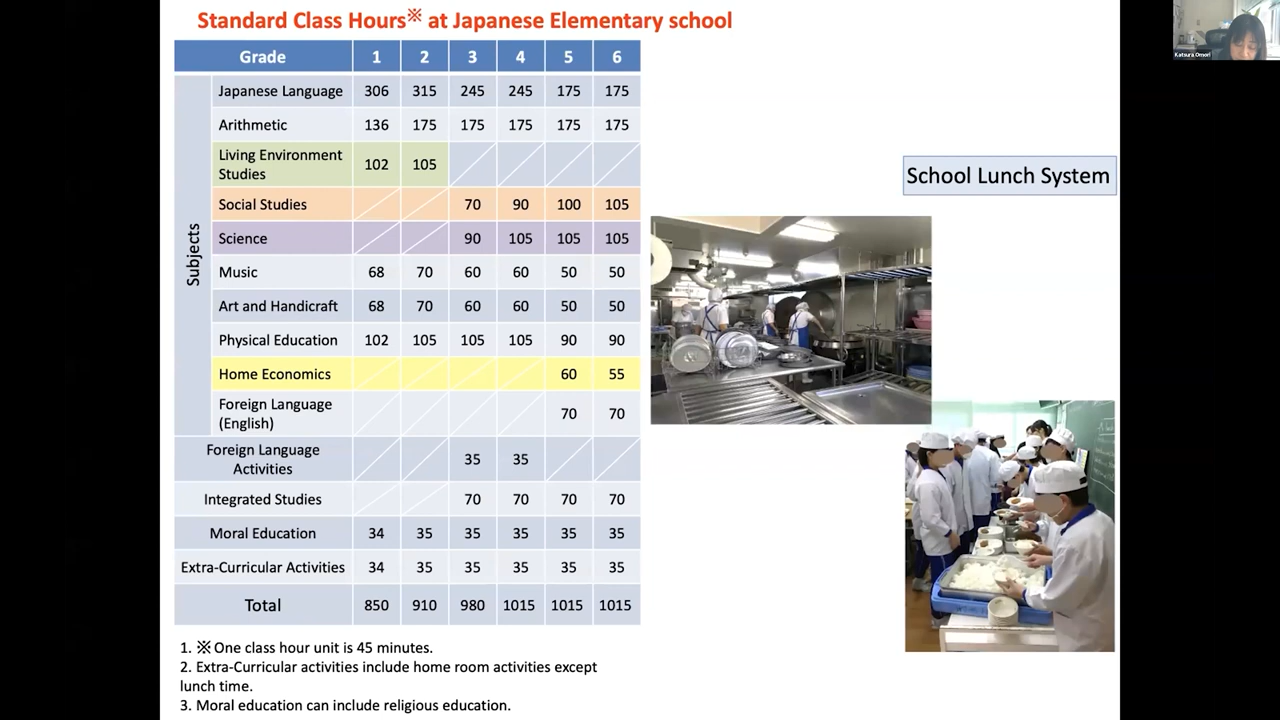 Standard Class Hours※ at Japanese Elementary school
Grade 1 2 3 4 5 6
Subjects
Japanese Language 306 315 245 245 175 175
Arithmetic 136 175 175 175 175 175
Living Environment
Studies 102 105
Social Studies 70 90 100 105
Science 90 105 105 105
Music 68 70 60 60 50 50
Art and Handicraft 68 70 60 60 50 50
Physical Education 102 105 105 105 90 90
Home Economics 60 55
Foreign Language
(English) 70 70
Foreign Language
Activities 35 35
Integrated Studies 70 70 70 70
Moral Education 34 35 35 35 35 35
Extra-Curricular Activities 34 35 35 35 35 35
Total 850 910 980 1015 1015 1015
1. ※ One class hour unit is 45 minutes.
2. Extra-Curricular activities include home room activities except
lunch time.
3. Moral education can include religious education.
School Lunch System
Katsura Omori